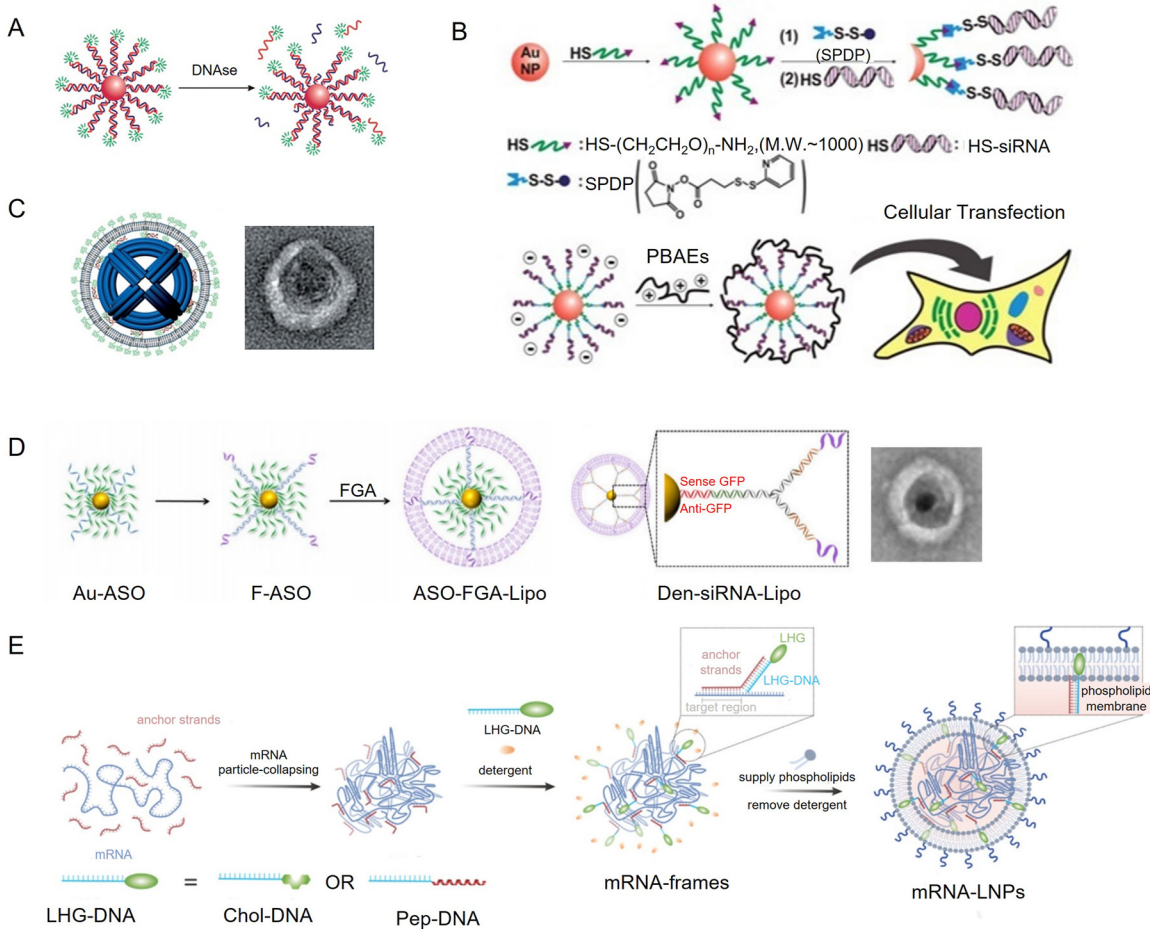 A
DNAse
B
Au
NP
HS
(1)
S-S
(SPDP)
(2)HS
S-S
S-S
S-S
HS :HS-(CH2CH2O)n-NH2,(M.W.~1000) HS : HS-siRNA
-S-S- :SPDP
N
O
O
O
O
S
S
N
Cellular Transfection
PBAEs
C
D
FGA
Sense GFP
Anti-GFP
Au-ASO
F-ASO
ASO-FGA-Lipo
Den-siRNA-Lipo
E
anchor strands
mRNA
mRNA
particle-collapsing
LHG-DNA
detergent
LHG
anchor
strands
LHG-DNA
target region
mRNA-frames
supply phospholipids
remove detergent
phospholipid
membrane
mRNA-LNPs
LHG-DNA
=
Chol-DNA
OR
Pep-DNA